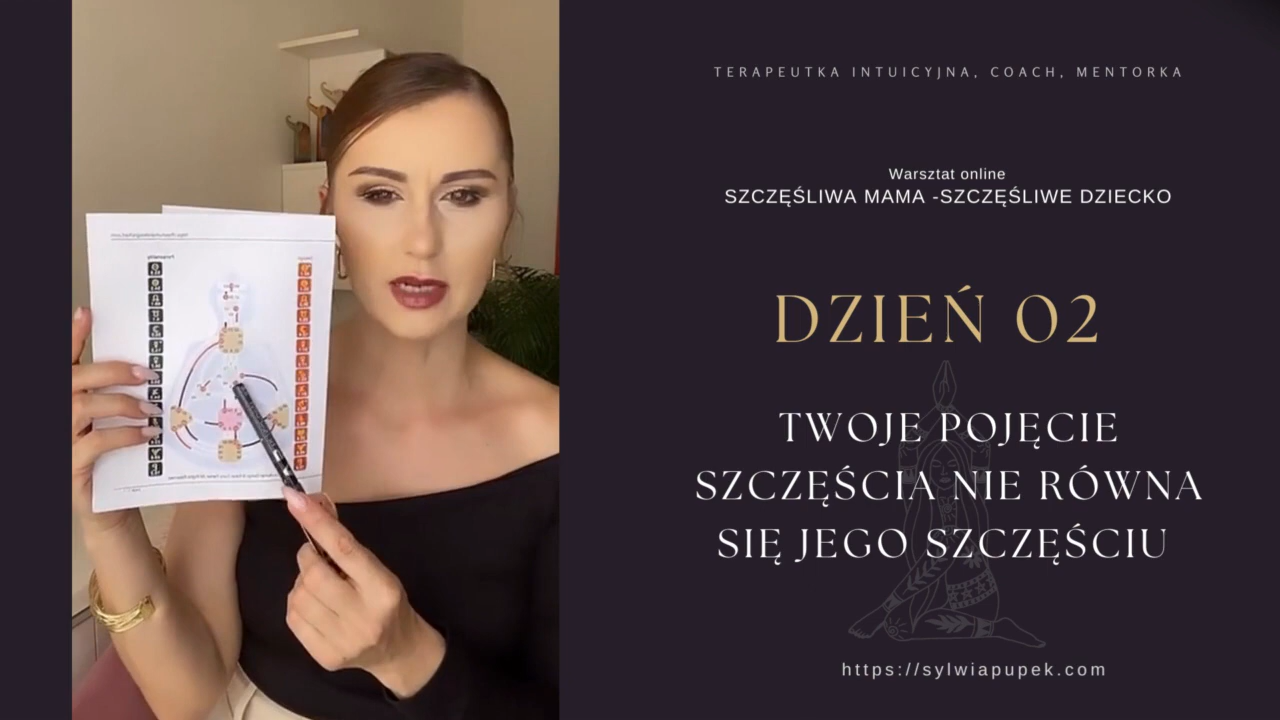 TERAPEUTKA INTUICYJNA, COACH, MENTORKA
Warsztat online
SZCZĘŚLIWA MAMA -SZCZĘŚLIWE DZIECKO
DZIEŃ 02
TWOJE POJĘCIE
SZCZĘŚCIA NIE RÓWNA
SIĘ JEGO SZCZĘŚCIU
https://sylwiapupek.com